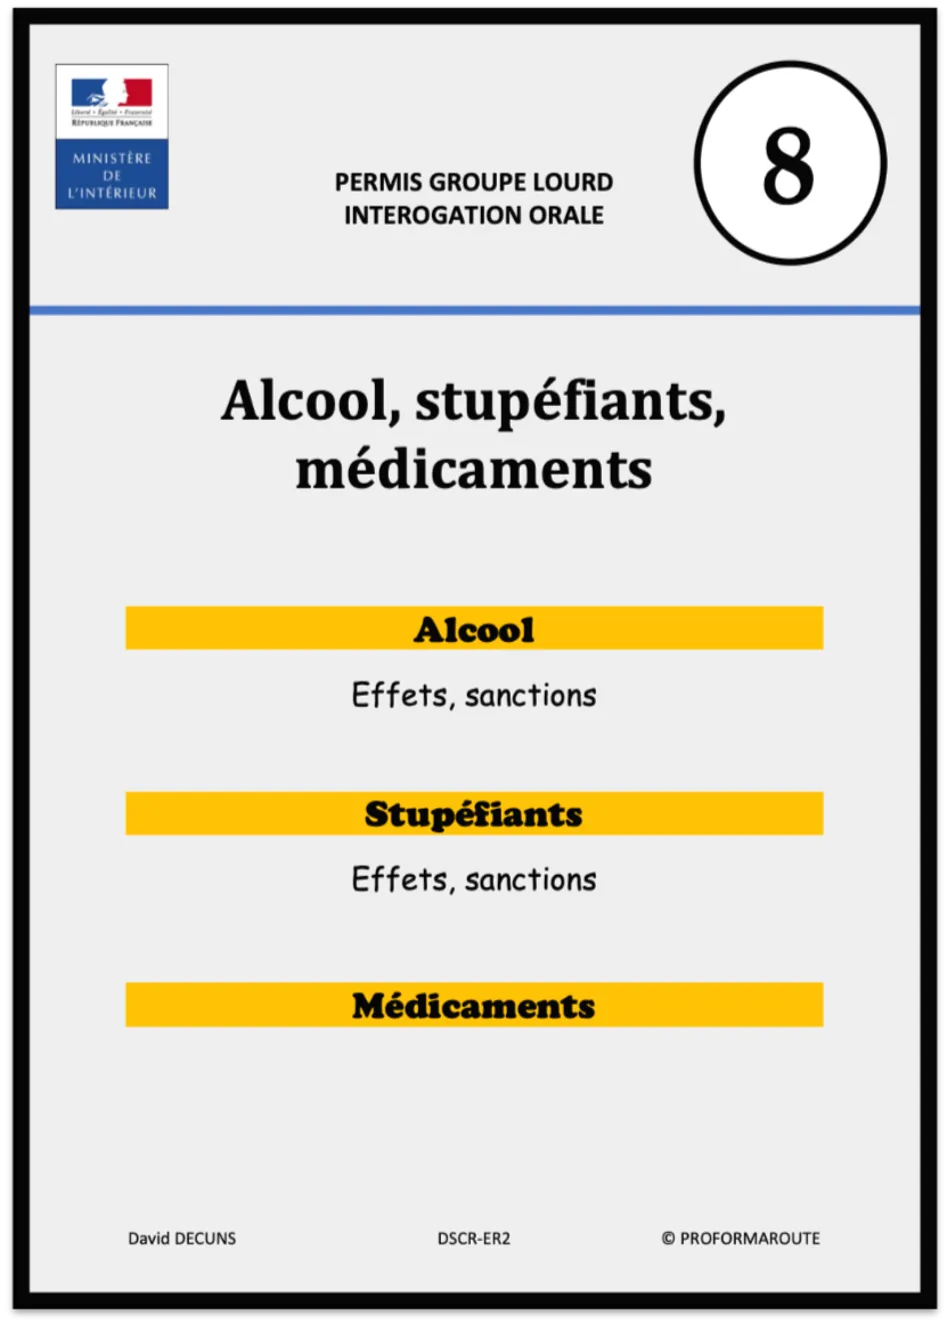 Liberté • Égalité • Fraternité
RÉPUBLIQUE FRANÇAISE
MINISTÈRE
DE
L'INTÉRIEUR
PERMIS GROUPE LOURD
INTEROGATION ORALE
8
Alcool, stupéfiants,
médicaments
Alcool
Effets, sanctions
Stupéfiants
Effets, sanctions
Médicaments
David DECUNS
DSCR-ER2
© PROFORMAROUTE